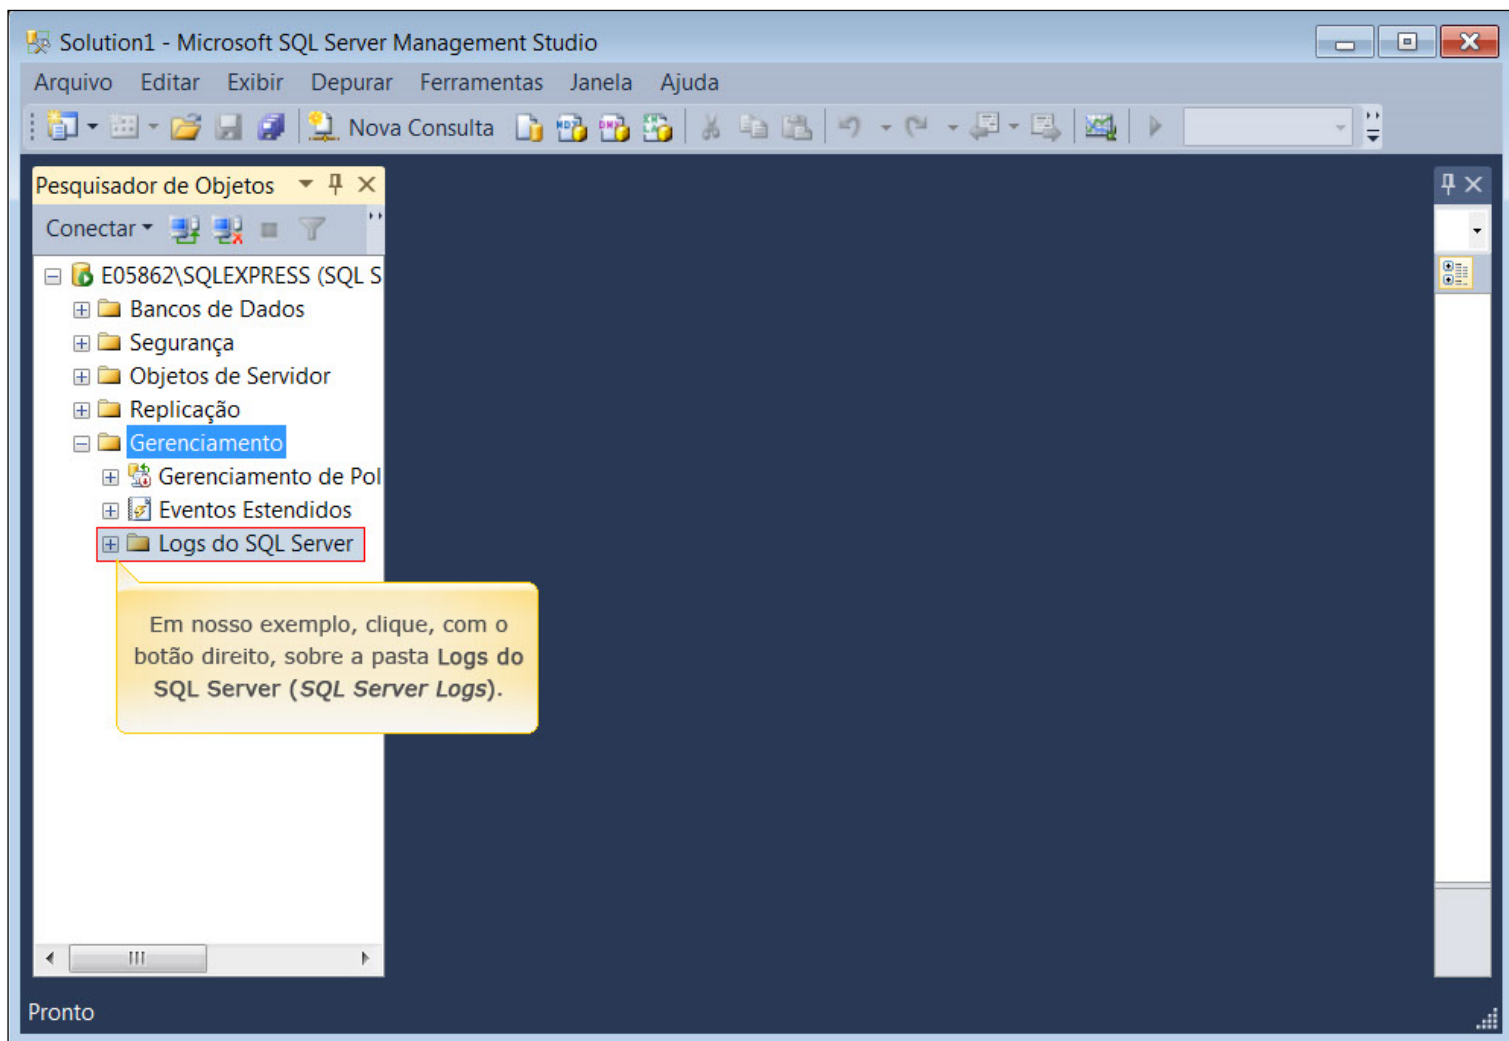 Solution1 - Microsoft SQL Server Management Studio
Arquivo Editar Exibir Depurar Ferramentas Janela Ajuda
Nova Consulta
Pesquisador de Objetos
Conectar
E05862\SQLEXPRESS (SQL S
Bancos de Dados
Segurança
Objetos de Servidor
Replicação
Gerenciamento
Gerenciamento de Pol
Eventos Estendidos
Logs do SQL Server
Em nosso exemplo, clique, com o
botão direito, sobre a pasta Logs do
SQL Server (SQL Server Logs).
Pronto